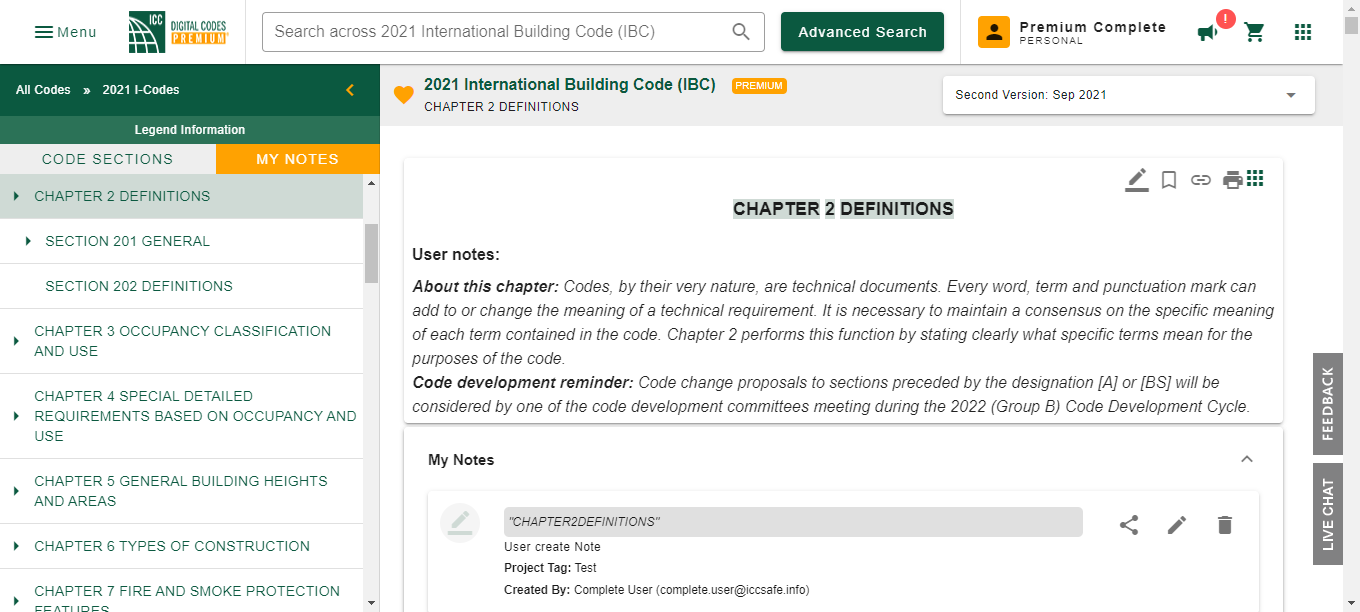 Menu
ICC
DIGITAL CODES
PREMIUM
Search across 2021 International Building Code (IBC)
Advanced Search
Premium Complete
PERSONAL
!
All Codes » 2021 I-Codes
Legend Information
CODE SECTIONS
MY NOTES
CHAPTER 2 DEFINITIONS
SECTION 201 GENERAL
SECTION 202 DEFINITIONS
CHAPTER 3 OCCUPANCY CLASSIFICATION
AND USE
CHAPTER 4 SPECIAL DETAILED
REQUIREMENTS BASED ON OCCUPANCY AND
USE
CHAPTER 5 GENERAL BUILDING HEIGHTS
AND AREAS
CHAPTER 6 TYPES OF CONSTRUCTION
CHAPTER 7 FIRE AND SMOKE PROTECTION
FEATURES
2021 International Building Code (IBC)
PREMIUM
CHAPTER 2 DEFINITIONS
Second Version: Sep 2021
CHAPTER 2 DEFINITIONS
User notes:
About this chapter: Codes, by their very nature, are technical documents. Every word, term and punctuation mark can
add to or change the meaning of a technical requirement. It is necessary to maintain a consensus on the specific meaning
of each term contained in the code. Chapter 2 performs this function by stating clearly what specific terms mean for the
purposes of the code.
Code development reminder: Code change proposals to sections preceded by the designation [A] or [BS] will be
considered by one of the code development committees meeting during the 2022 (Group B) Code Development Cycle.
My Notes
"CHAPTER2DEFINITIONS"
User create Note
Project Tag: Test
Created By: Complete User (complete.user@iccsafe.info)
FEEDBACK
LIVE CHAT